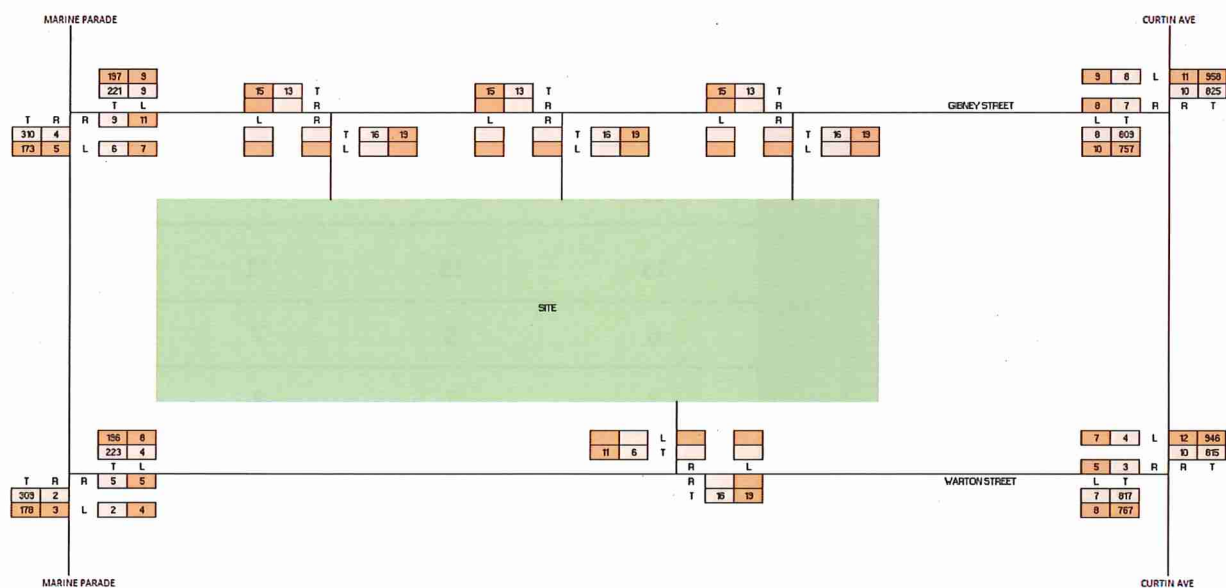 MARINE PARADE
CURTIN AVE
197 9
221 9
T L
15 13 T
R
15 13 T
R
15 13 T
R
9 8 L 11 958
10 825
GIBNEY STREET
8 7 R R T
T R R 9 11
310 4
173 5 L 6 7
L R
T 16 19
L
L R
T 16 19
L
L R
T 16 19
L
L T
8 809
10 757
SITE
196 8
223 4
T L
L
11 6 T
R L
7 4 L 12 946
10 815
5 3 R R T
T R R 5 5
309 2
178 3 L 2 4
R
T 16 19
WARTON STREET
L T
7 817
8 767
MARINE PARADE
CURTIN AVE